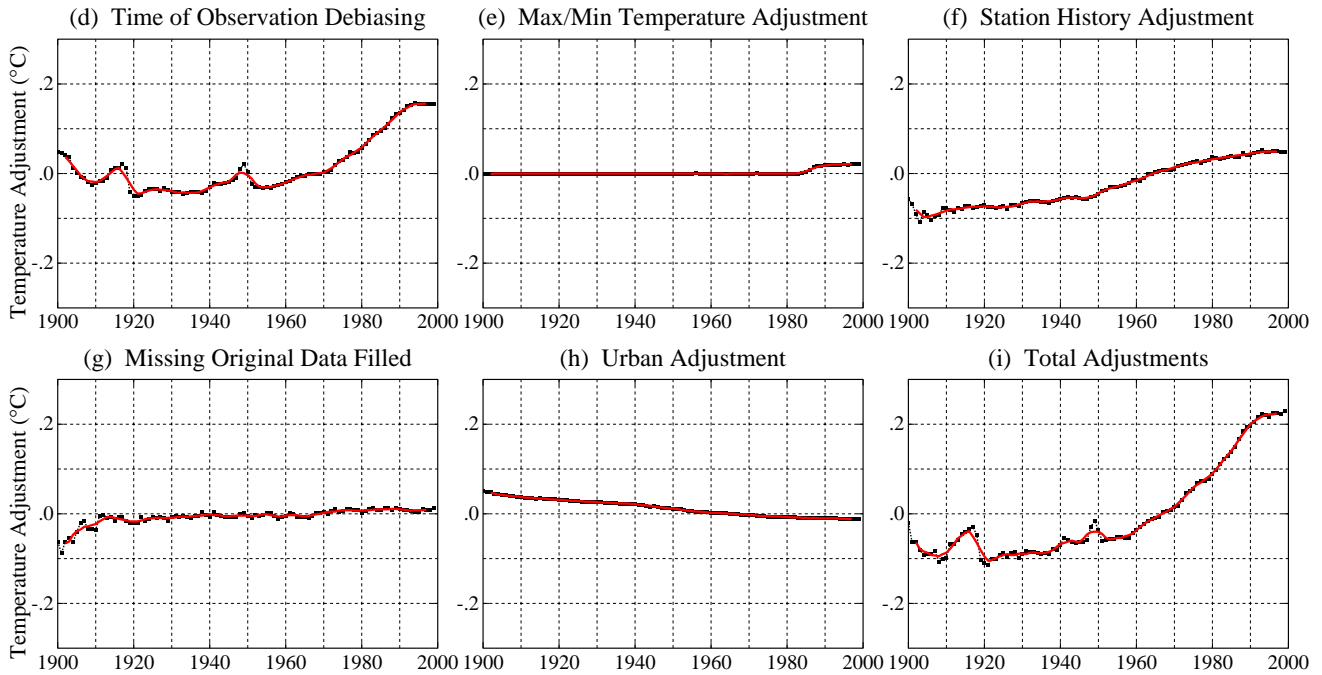 (d) Time of Observation Debiasing
(e) Max/Min Temperature Adjustment
(f) Station History Adjustment
Temperature Adjustment (°C)
.2
.0
-.2
1900 1920 1940 1960 1980 2000
.2
.0
-.2
1900 1920 1940 1960 1980 2000
.2
.0
-.2
1900 1920 1940 1960 1980 2000
(g) Missing Original Data Filled
(h) Urban Adjustment
(i) Total Adjustments
Temperature Adjustment (°C)
.2
.0
-.2
1900 1920 1940 1960 1980 2000
.2
.0
-.2
1900 1920 1940 1960 1980 2000
.2
.0
-.2
1900 1920 1940 1960 1980 2000